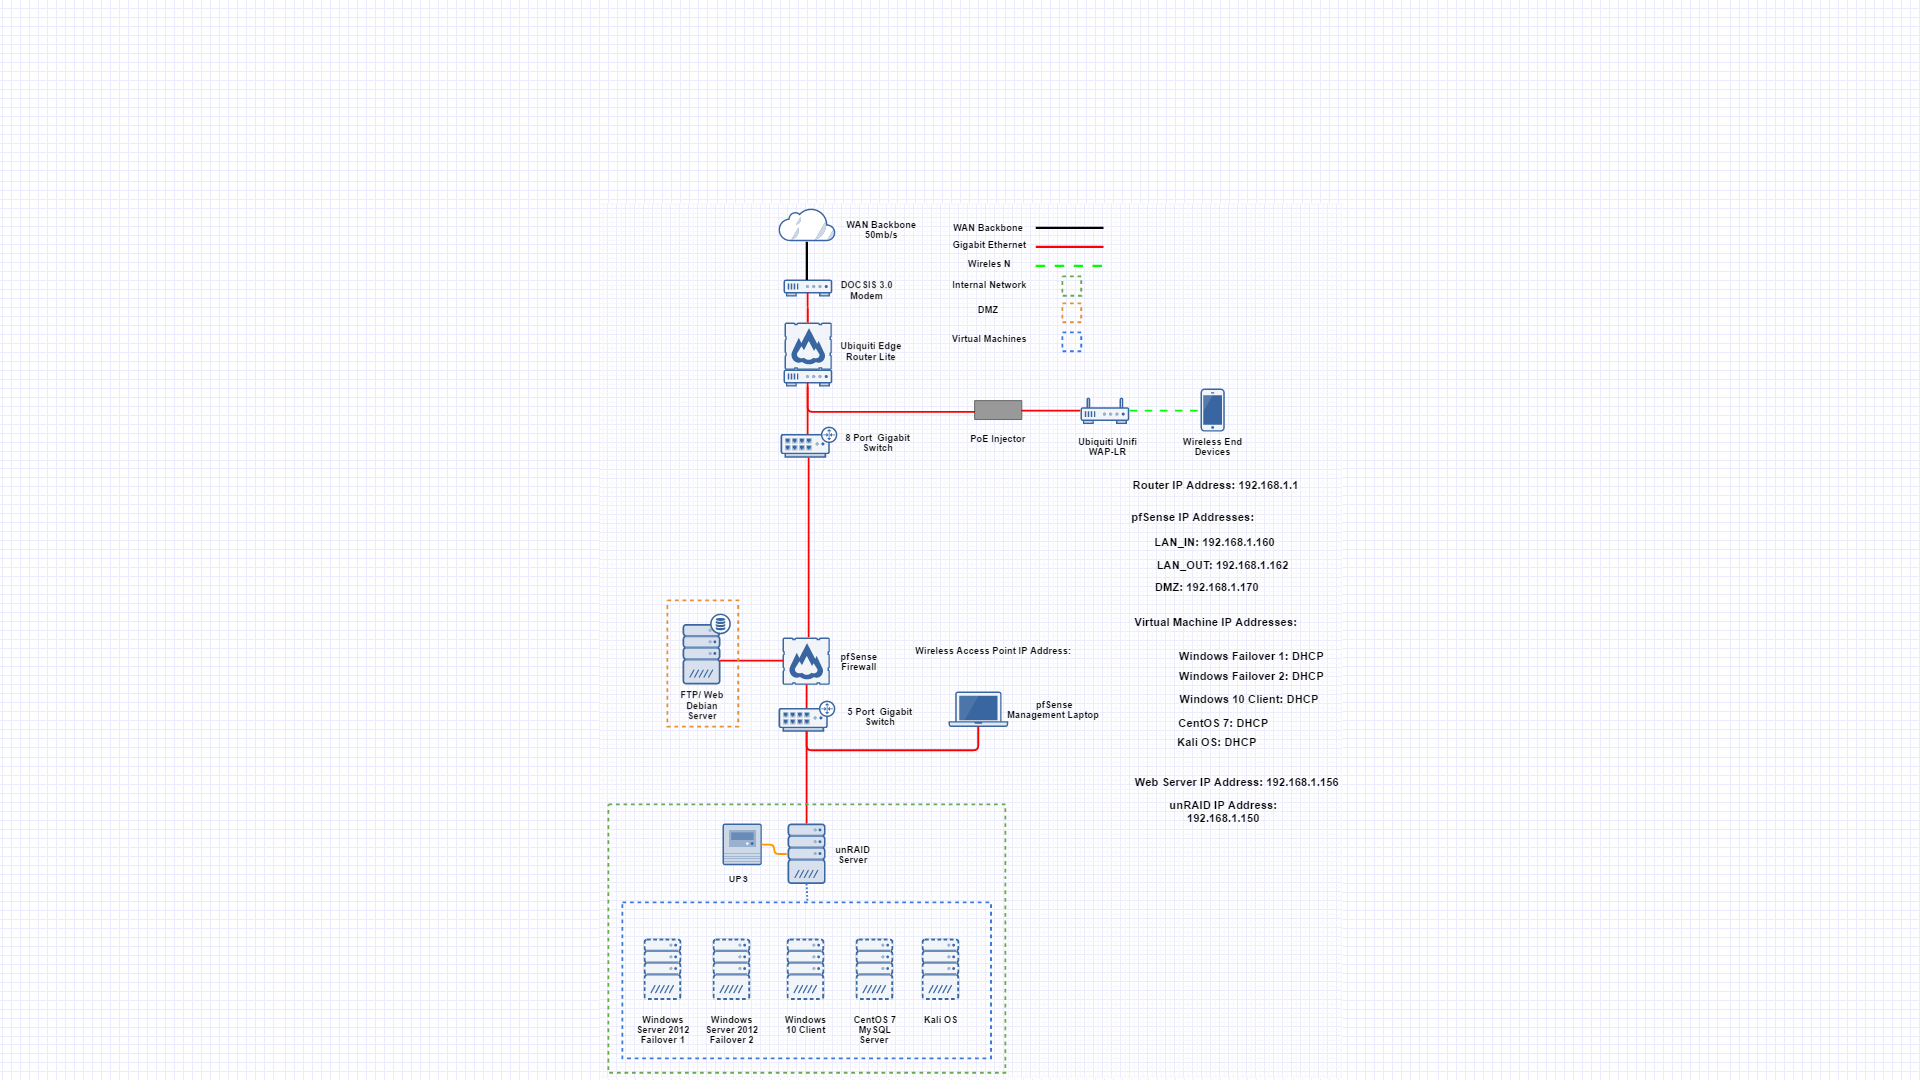 WAN Backbone
50mb/s
DOCSIS 3.0
Modem
Ubiquiti Edge
Router Lite
WAN Backbone
Gigabit Ethernet
Wireles N
Internal Network
DMZ
Virtual Machines
8 Port Gigabit
Switch
PoE Injector
Ubiquiti Unifi
WAP-LR
Wireless End
Devices
Router IP Address: 192.168.1.1
pfSense IP Addresses:
LAN_IN: 192.168.1.160
LAN_OUT: 192.168.1.162
DMZ: 192.168.1.170
Virtual Machine IP Addresses:
Windows Failover 1: DHCP
Windows Failover 2: DHCP
Windows 10 Client: DHCP
CentOS 7: DHCP
Kali OS: DHCP
Web Server IP Address: 192.168.1.156
unRAID IP Address:
192.168.1.150
Wireless Access Point IP Address:
pfSense
Firewall
FTP/ Web
Debian
Server
5 Port Gigabit
Switch
pfSense
Management Laptop
unRAID
Server
UPS
Windows
Server 2012
Failover 1
Windows
Server 2012
Failover 2
Windows
10 Client
CentOS 7
MySQL
Server
Kali OS